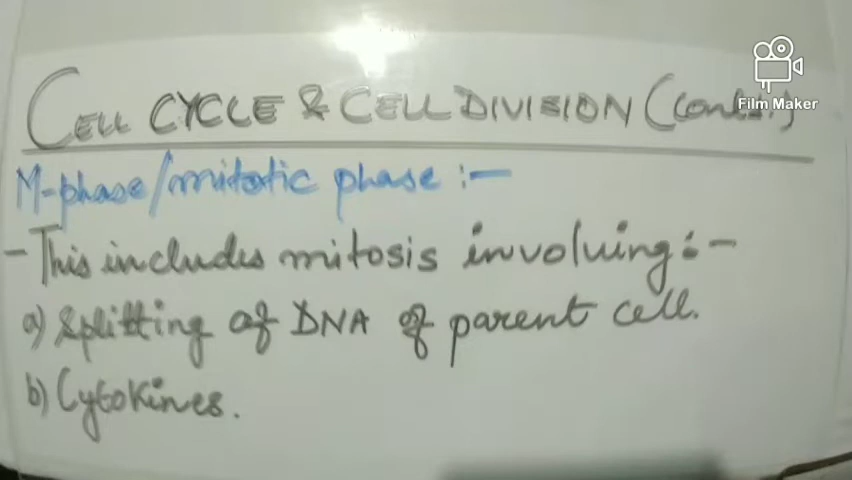 CELL CYCLE & CELL DIVISION (Contd.)
Film Maker
M-phase/mitotic phase :-
- This includes mitosis involving :-
a) Splitting of DNA of parent cell.
b) Cytokines.